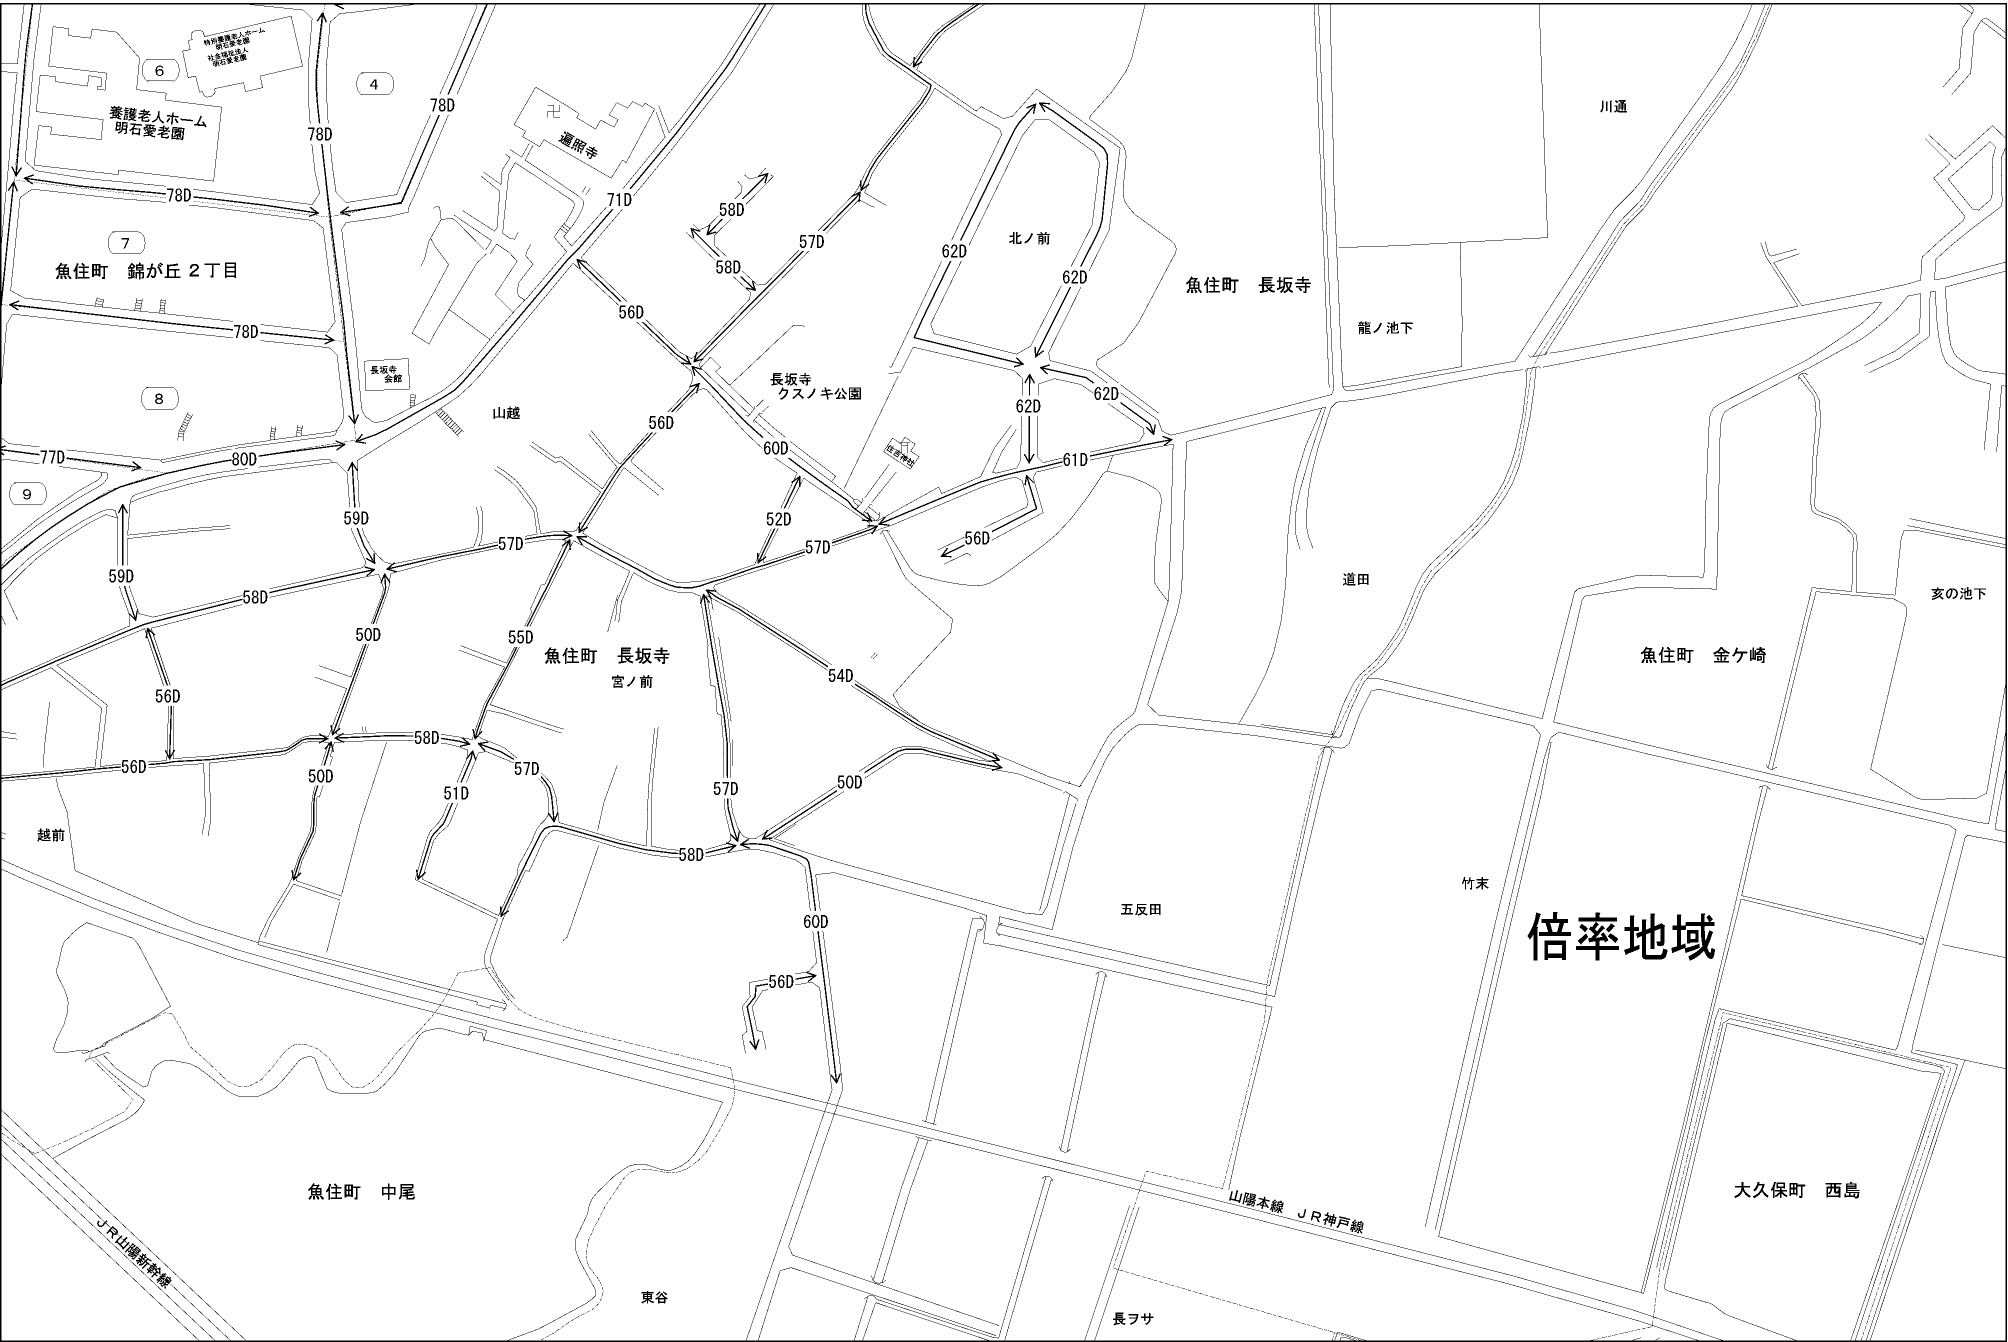 特別養護老人ホーム
明石愛老園
社会福祉法人
明石愛老園
6
4
養護老人ホーム
明石愛老園
78D
78D
川通
卍
遍照寺
78D
71D
58D
7
魚住町 錦が丘2丁目
57D
58D
62D
北ノ前
62D
魚住町 長坂寺
56D
78D
龍ノ池下
長坂寺
会館
長坂寺
クスノキ公園
8
山越
56D
62D
62D
60D
住吉神社
77D
80D
61D
9
59D
52D
57D
57D
56D
59D
58D
道田
亥の池下
50D
55D
魚住町 長坂寺
宮ノ前
54D
魚住町 金ケ崎
56D
58D
56D
50D
57D
51D
57D
50D
越前
58D
竹末
五反田
60D
倍率地域
56D
魚住町 中尾
大久保町 西島
山陽本線 JR神戸線
JR山陽新幹線
東谷
長ヲサ